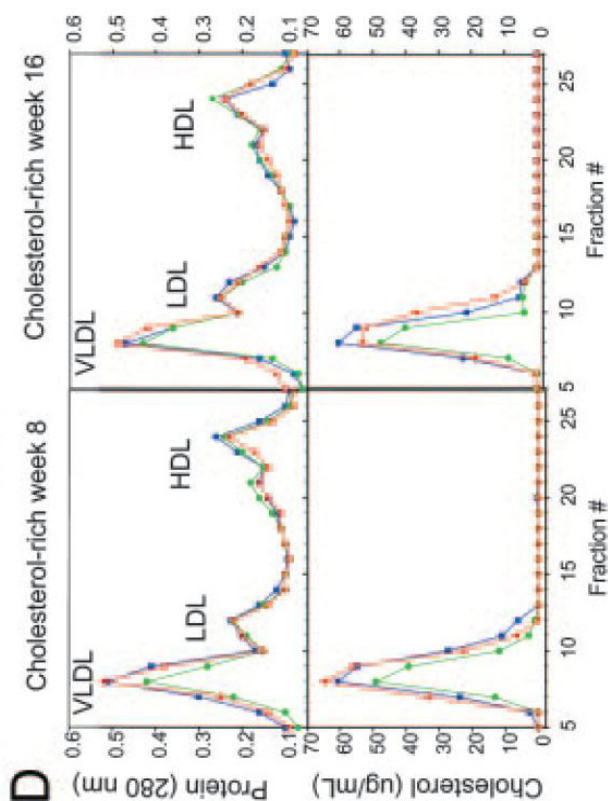 D
Cholesterol-rich week 8
Cholesterol-rich week 16
Protein (280 nm)
0.6
0.5
0.4
0.3
0.2
0.1
VLDL
LDL
HDL
VLDL
LDL
HDL
0.6
0.5
0.4
0.3
0.2
0.1
Cholesterol (ug/mL)
70
60
50
40
30
20
10
0
70
60
50
40
30
20
10
0
5 10 15 20 25
5 10 15 20 25
Fraction #
Fraction #